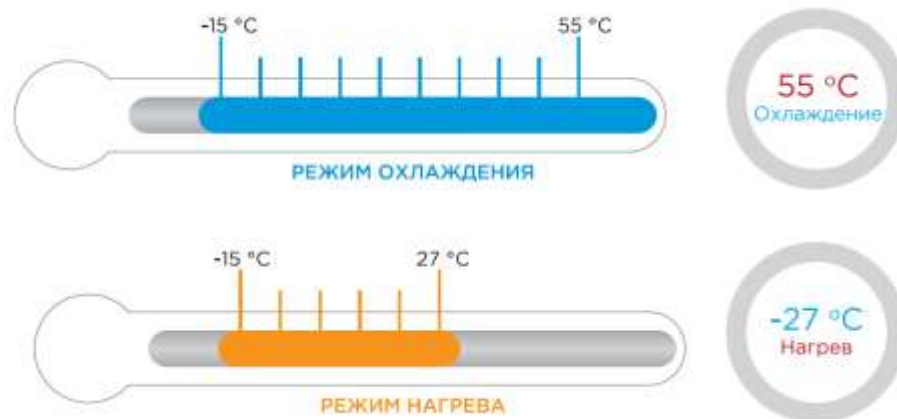 -15 °C 55 °C
55 °C
Охлаждение
РЕЖИМ ОХЛАЖДЕНИЯ
-15 °C 27 °C
-27 °C
Нагрев
РЕЖИМ НАГРЕВА